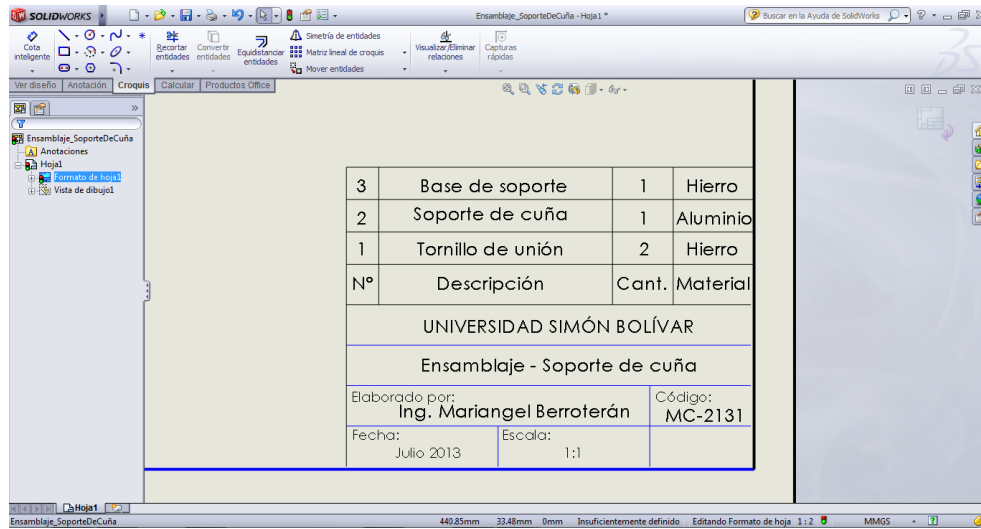 SOLIDWORKS
Ensamblaje_SoporteDeCuña - Hoja1 *
Buscar en la Ayuda de SolidWorks
Cota inteligente
Recortar entidades
Convertir entidades
Equidistanciar entidades
Simetría de entidades
Matriz lineal de croquis
Mover entidades
Visualizar/Eliminar relaciones
Capturas rápidas
Ver diseño Anotación Croquis Calcular Productos Office
Ensamblaje_SoporteDeCuña
Anotaciones
Hoja1
Formato de hoja1
Vista de dibujo1
3 Base de soporte 1 Hierro
2 Soporte de cuña 1 Aluminio
1 Tornillo de unión 2 Hierro
Nº Descripción Cant. Material
UNIVERSIDAD SIMÓN BOLÍVAR
Ensamblaje - Soporte de cuña
Elaborado por: Código:
Ing. Mariangel Berroterán MC-2131
Fecha: Escala:
Julio 2013 1:1
Hoja1
Ensamblaje_SoporteDeCuña 440.85mm 33.48mm 0mm Insuficientemente definido Editando Formato de hoja 1 : 2 MMGS